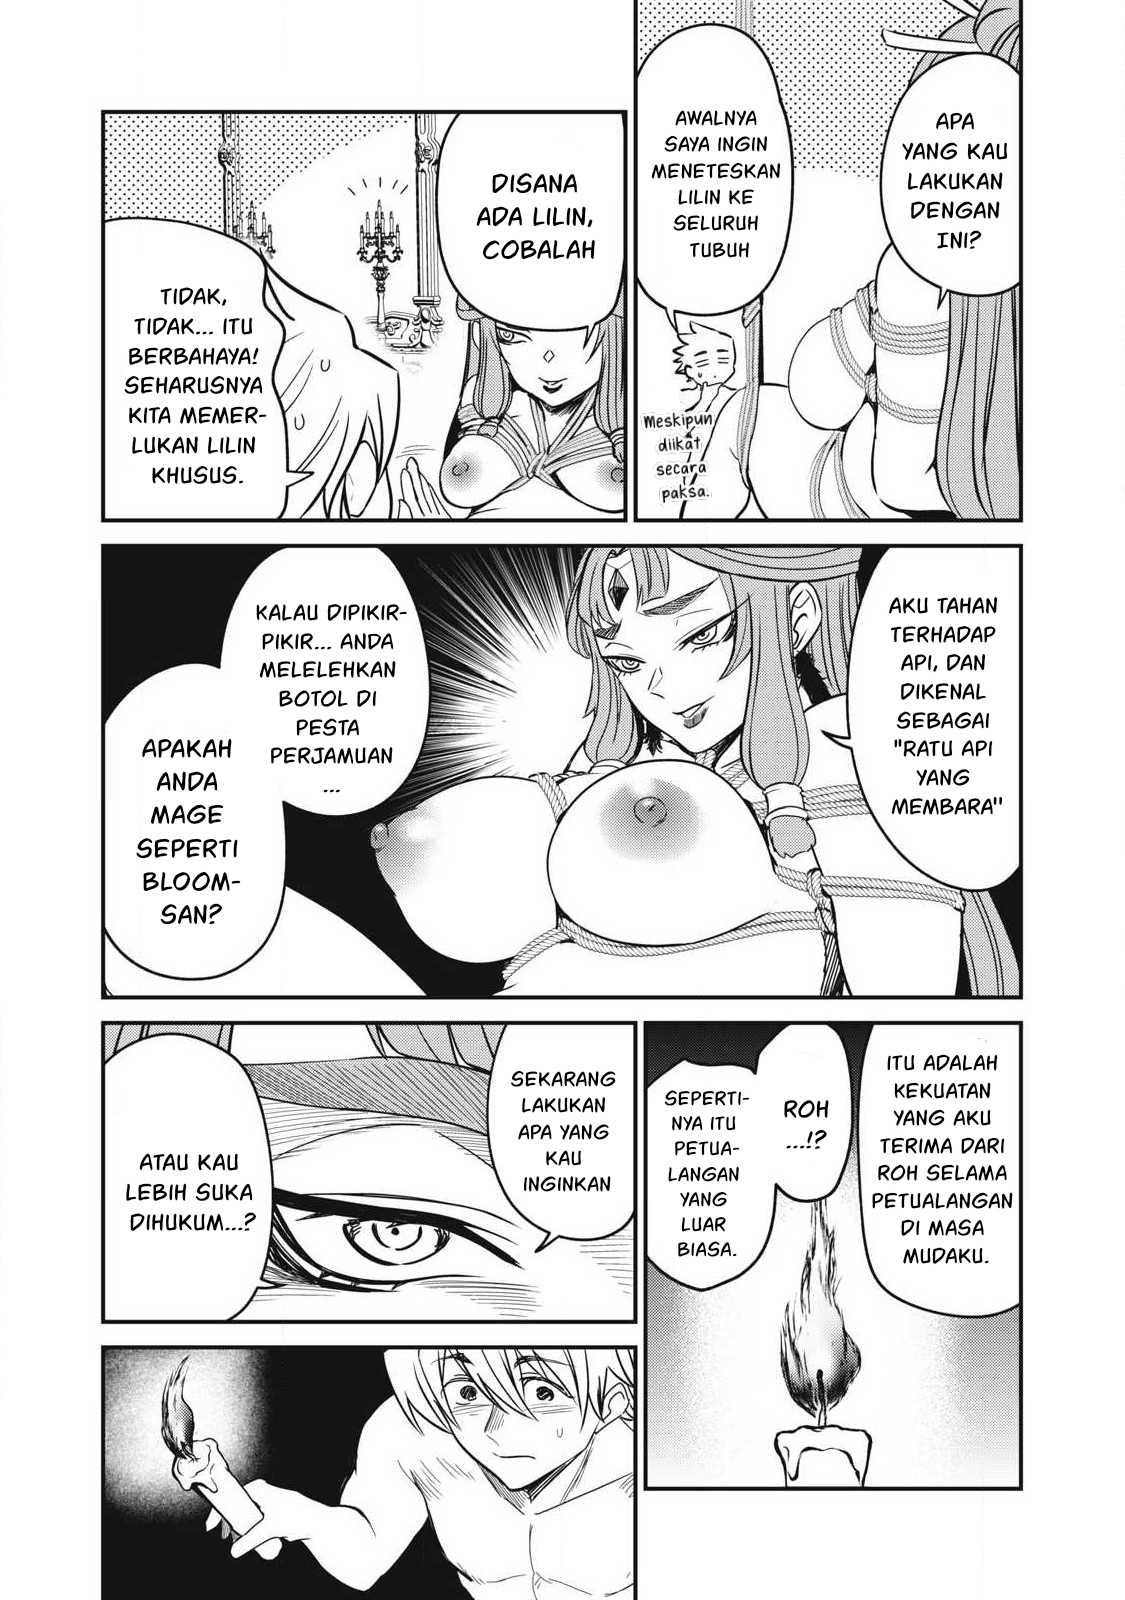 APA
YANG KAU
LAKUKAN
DENGAN
INI?
AWALNYA
SAYA INGIN
MENETESKAN
LILIN KE
SELURUH
TUBUH
Meskipun
diikat
secara
paksa.
DISANA
ADA LILIN,
COBALAH
TIDAK,
TIDAK... ITU
BERBAHAYA!
SEHARUSNYA
KITA MEMER-
LUKAN LILIN
KHUSUS.
AKU TAHAN
TERHADAP
API, DAN
DIKENAL
SEBAGAI
"RATU API
YANG
MEMBARA"
KALAU DIPIKIR-
PIKIR... ANDA
MELELEHKAN
BOTOL DI
PESTA
PERJAMUAN
...
APAKAH
ANDA
MAGE
SEPERTI
BLOOM-
SAN?
ITU ADALAH
KEKUATAN
YANG AKU
TERIMA DARI
ROH SELAMA
PETUALANGAN
DI MASA
MUDAKU.
ROH
...!?
SEPERTI-
NYA ITU
PETUA-
LANGAN
YANG
LUAR
BIASA.
SEKARANG
LAKUKAN
APA YANG
KAU
INGINKAN
ATAU KAU
LEBIH SUKA
DIHUKUM...?